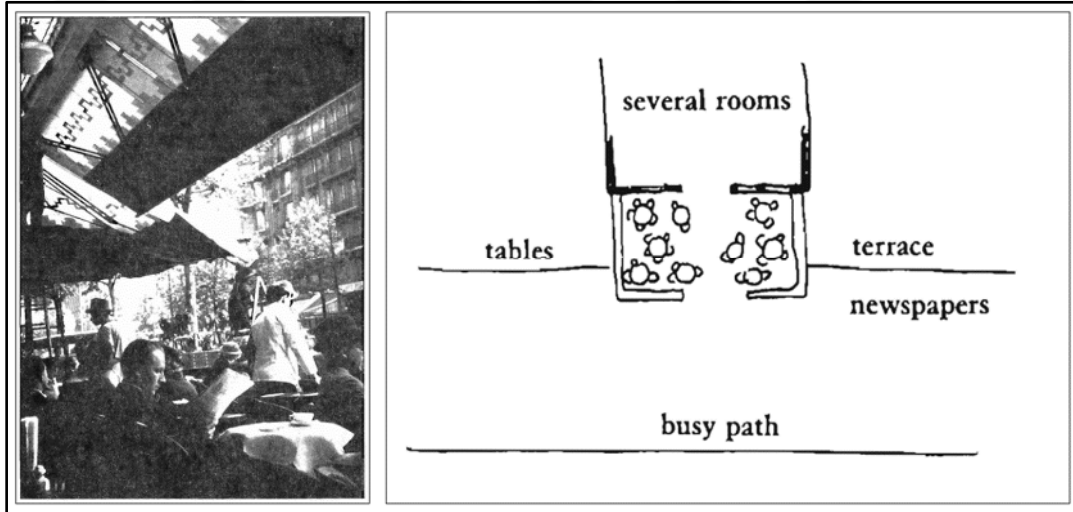 several rooms
tables
terrace
newspapers
busy path